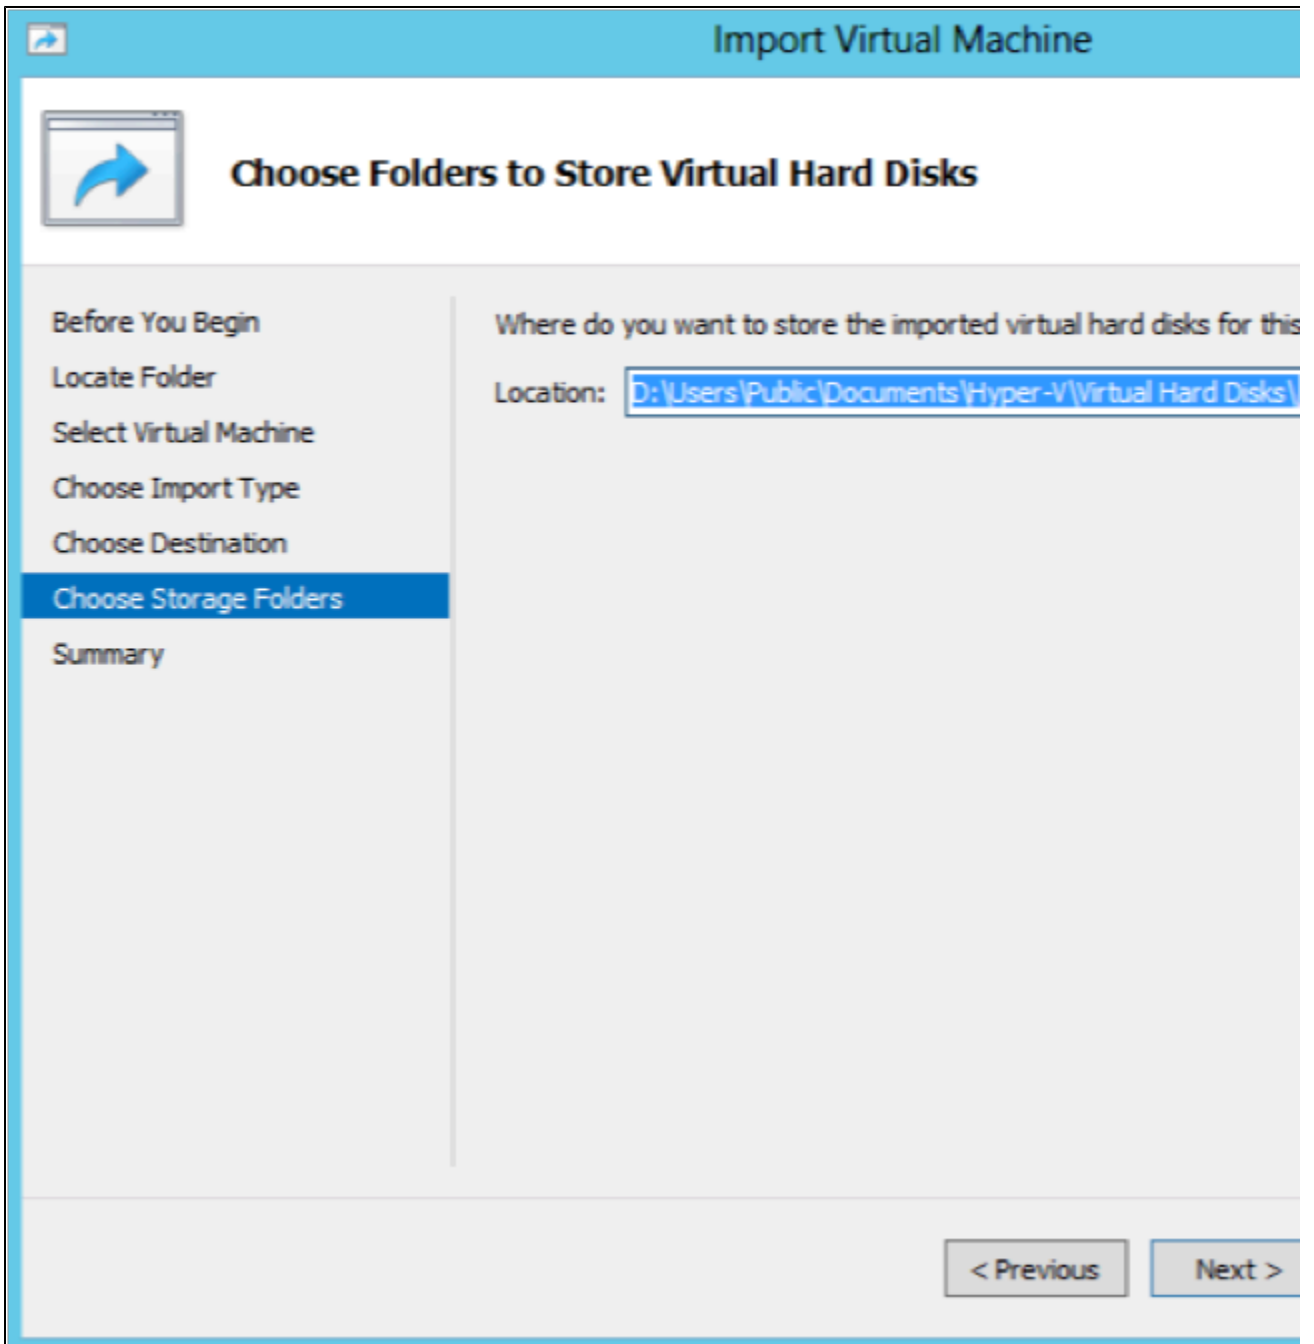 Import Virtual Machine
Choose Folders to Store Virtual Hard Disks
Before You Begin
Locate Folder
Select Virtual Machine
Choose Import Type
Choose Destination
Choose Storage Folders
Summary
Where do you want to store the imported virtual hard disks for this
Location: D:\Users\Public\Documents\Hyper-V\Virtual Hard Disks\
< Previous
Next >